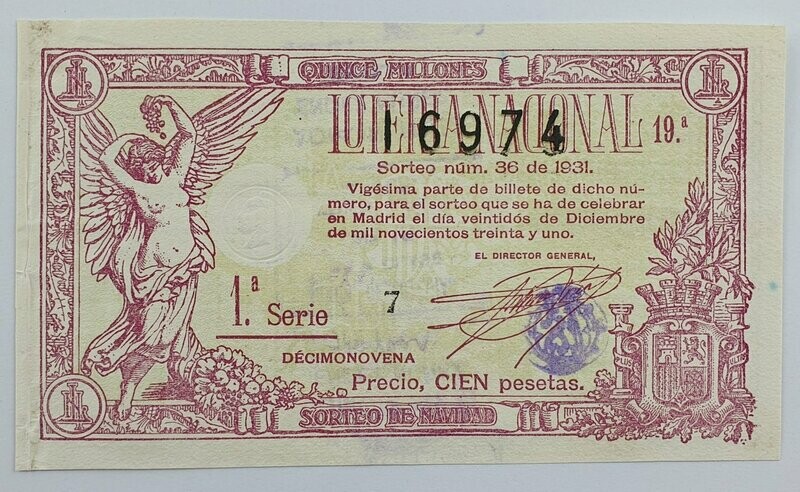 QUINCE MILLONES
LOTERIA NACIONAL
16974
19.ª
Sorteo núm. 36 de 1931.
Vigésima parte de billete de dicho nú-
mero, para el sorteo que se ha de celebrar
en Madrid el día veintidós de Diciembre
de mil novecientos treinta y uno.
EL DIRECTOR GENERAL,
7
1.ª Serie
DÉCIMONOVENA
Precio, CIEN pesetas.
SORTEO DE NAVIDAD